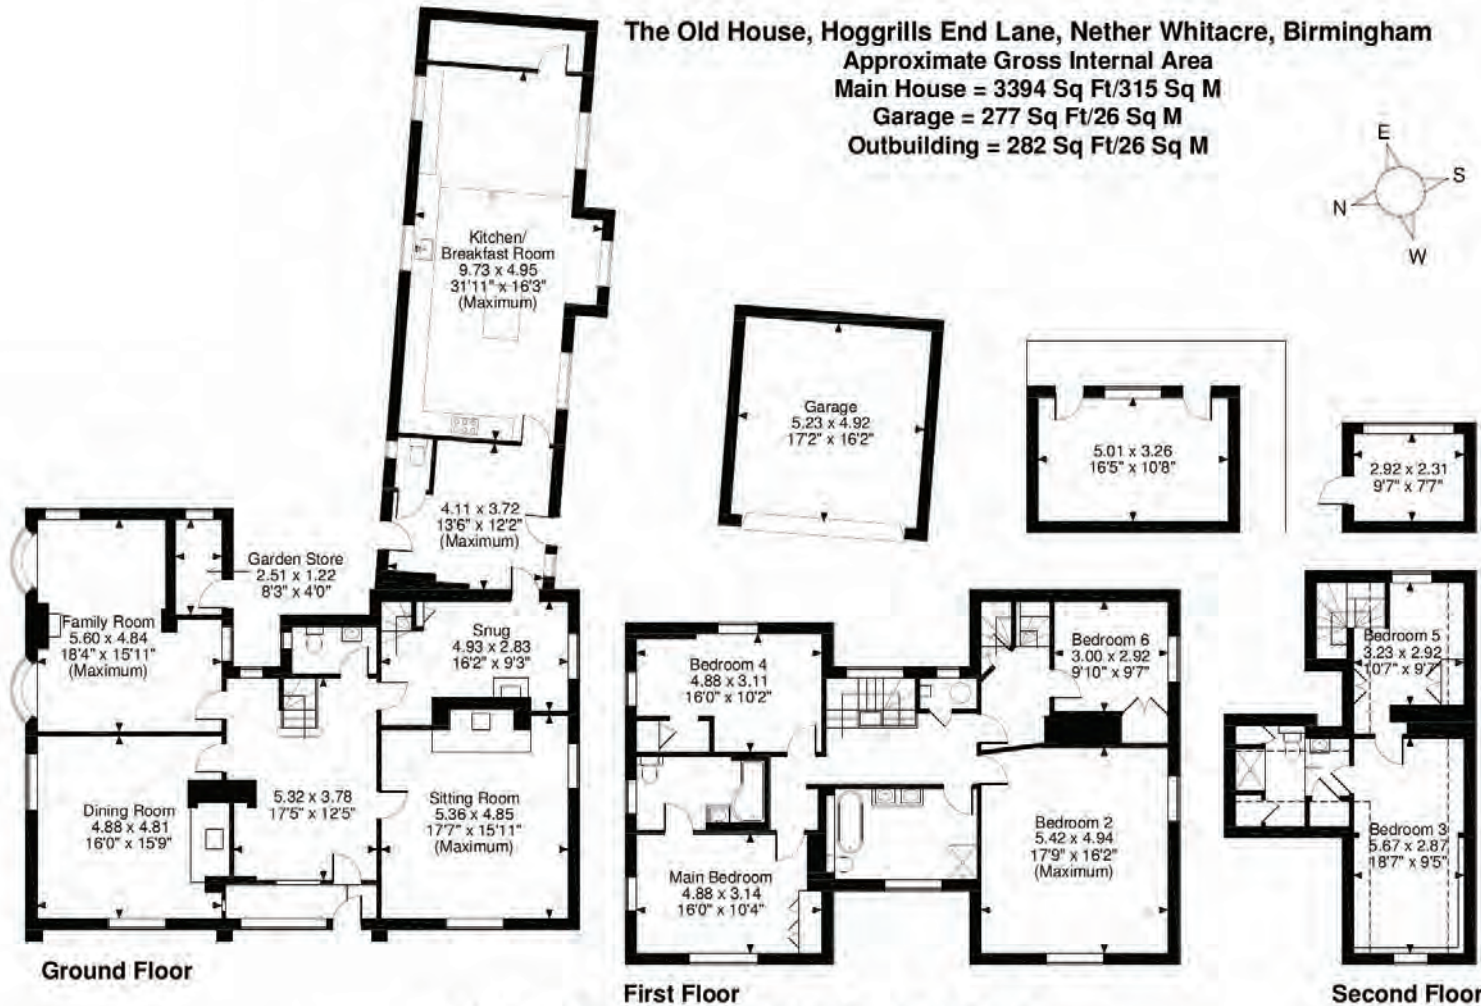 The Old House, Hoggrills End Lane, Nether Whitacre, Birmingham
Approximate Gross Internal Area
Main House = 3394 Sq Ft/315 Sq M
Garage = 277 Sq Ft/26 Sq M
Outbuilding = 282 Sq Ft/26 Sq M
E
S
N
W
Kitchen/
Breakfast Room
9.73 x 4.95
31'11" x 16'3"
(Maximum)
Garage
5.23 x 4.92
17'2" x 16'2"
5.01 x 3.26
16'5" x 10'8"
2.92 x 2.31
9'7" x 7'7"
4.11 x 3.72
13'6" x 12'2"
(Maximum)
Garden Store
2.51 x 1.22
8'3" x 4'0"
Family Room
5.60 x 4.84
18'4" x 15'11"
(Maximum)
Snug
4.93 x 2.83
16'2" x 9'3"
Dining Room
4.88 x 4.81
16'0" x 15'9"
5.32 x 3.78
17'5" x 12'5"
Sitting Room
5.36 x 4.85
17'7" x 15'11"
(Maximum)
Ground Floor
Bedroom 4
4.88 x 3.11
16'0" x 10'2"
Bedroom 6
3.00 x 2.92
9'10" x 9'7"
Main Bedroom
4.88 x 3.14
16'0" x 10'4"
Bedroom 2
5.42 x 4.94
17'9" x 16'2"
(Maximum)
First Floor
Bedroom 5
3.23 x 2.92
10'7" x 9'7"
Bedroom 3
5.67 x 2.87
18'7" x 9'5"
Second Floor